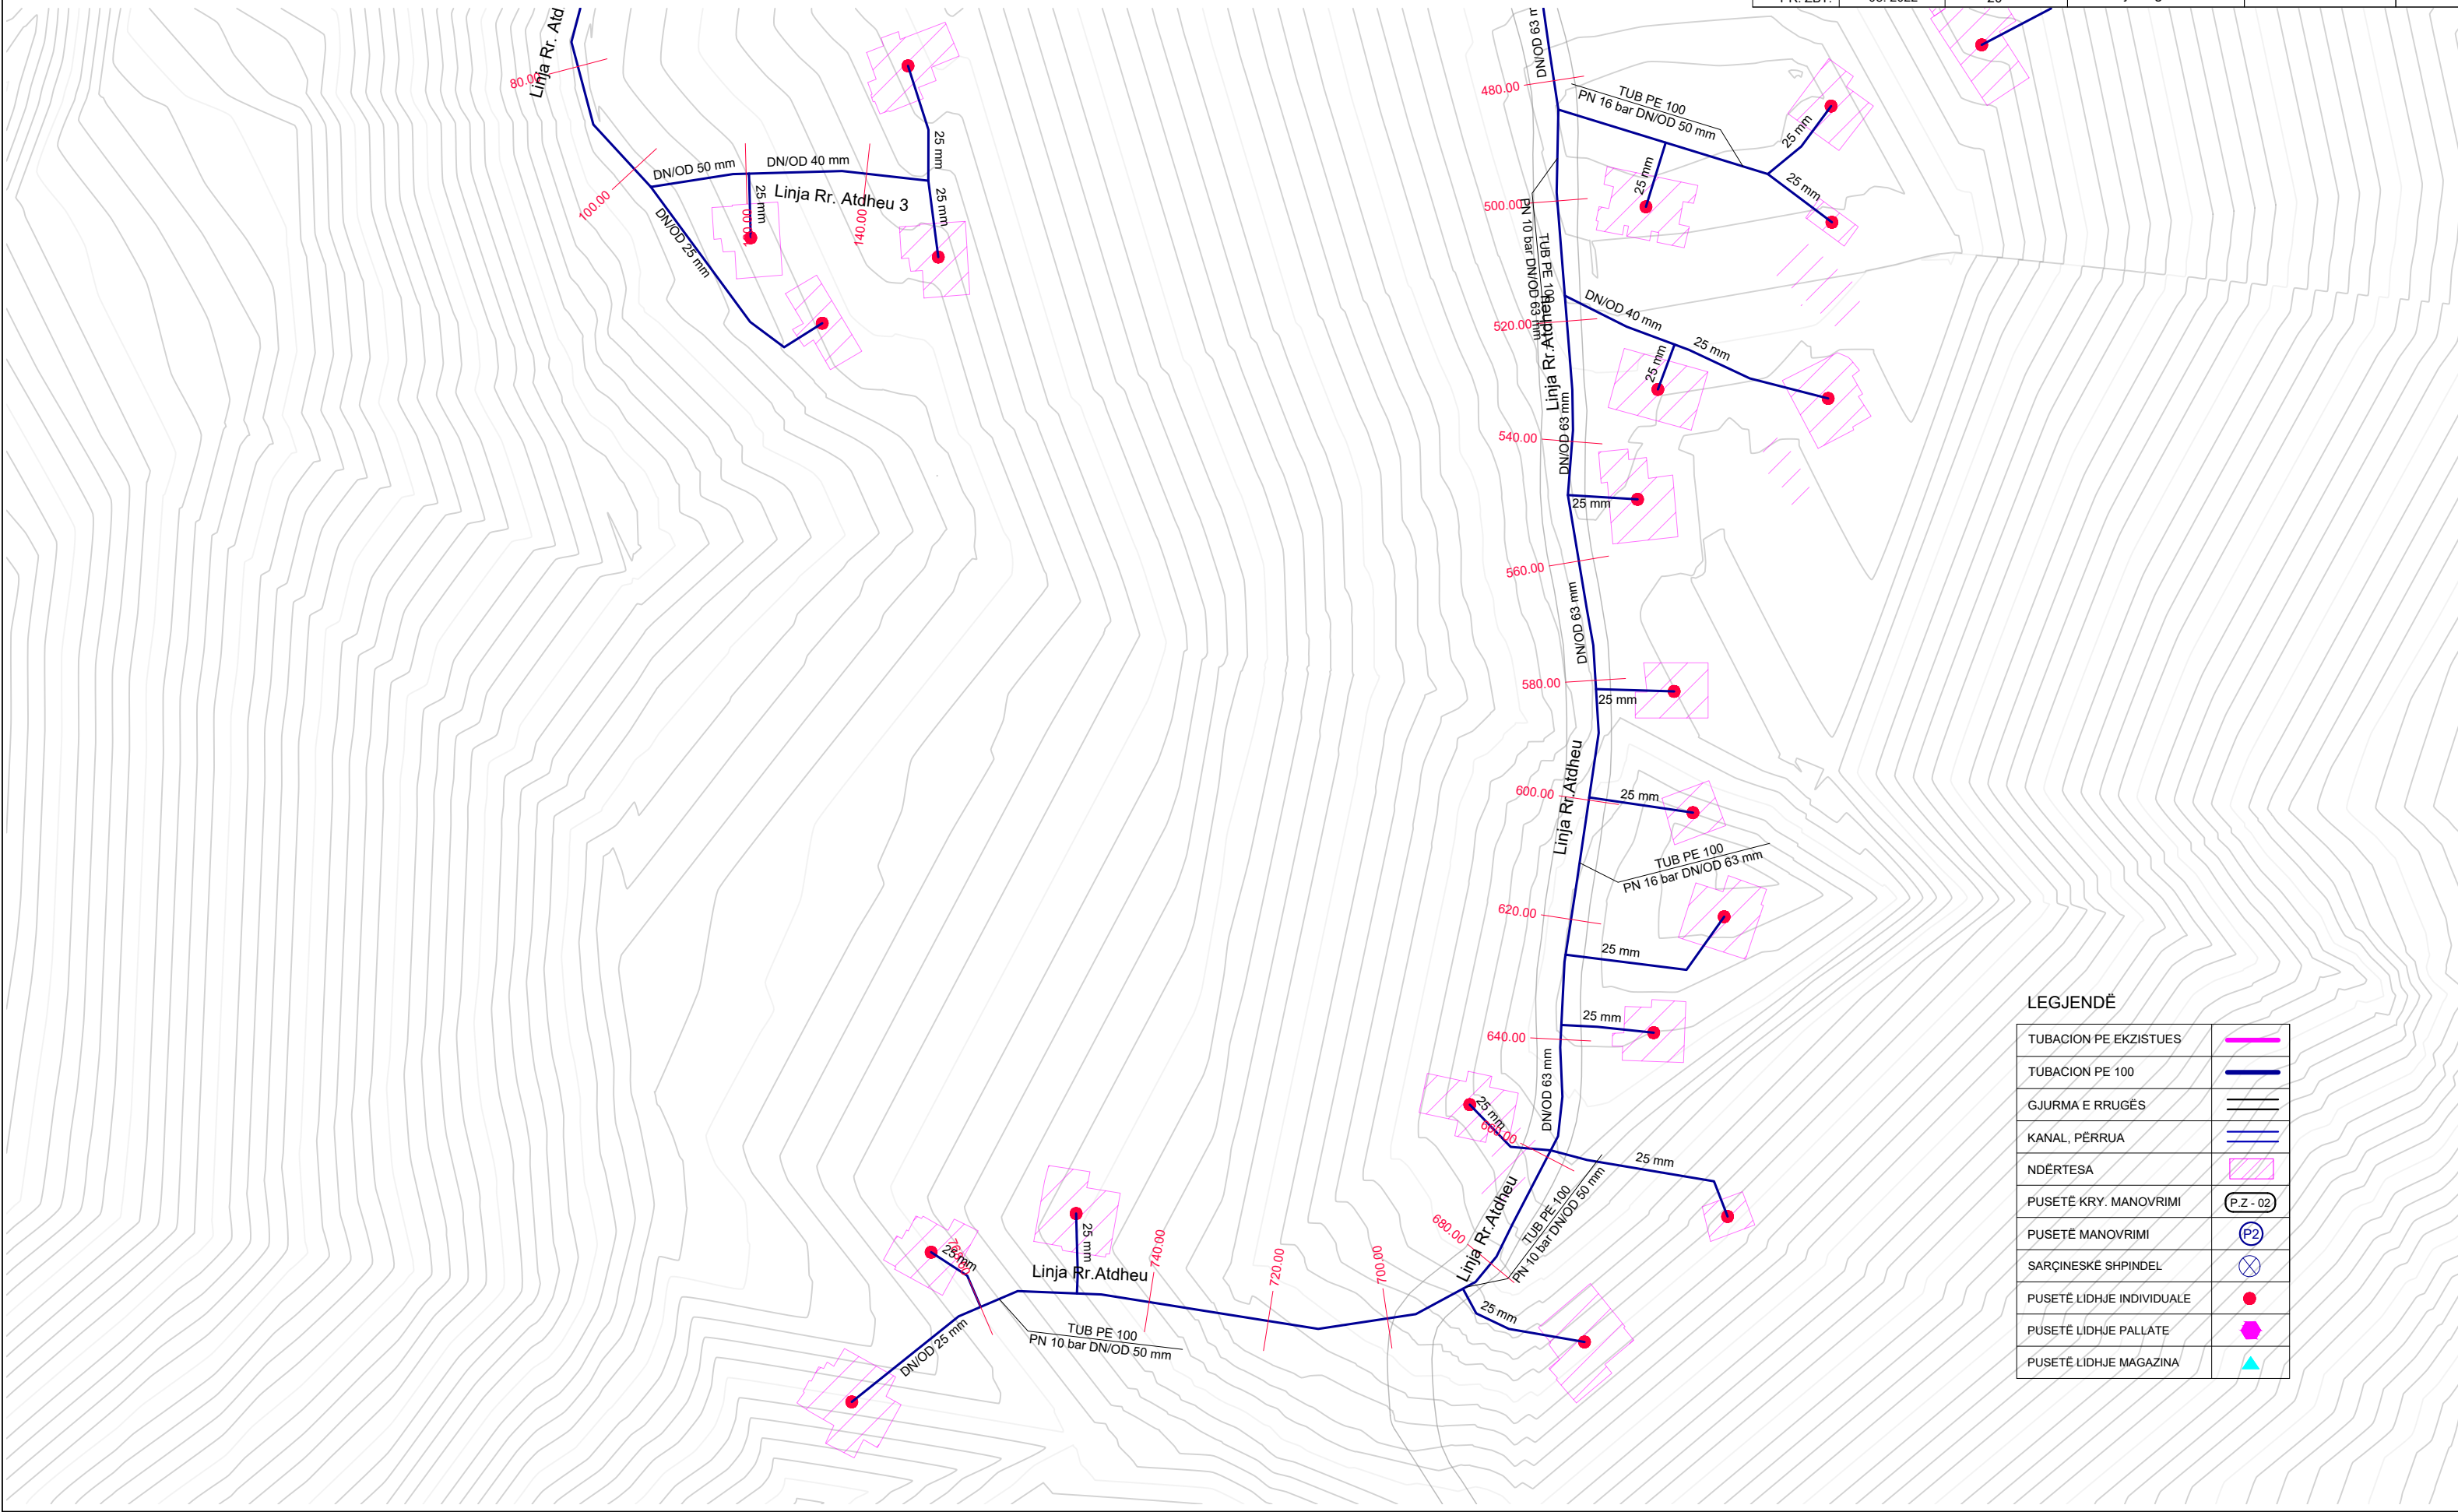 05/2022
Linja Rr. Atd
80.00
100.00
DN/OD 50 mm
DN/OD 40 mm
25 mm
25 mm
25 mm
Linja Rr. Atdheu 3
140.00
DN/OD 25 mm
DN/OD 63 m
480.00
TUB PE 100
PN 16 bar DN/OD 50 mm
25 mm
25 mm
25 mm
500.00
TUB PE 100
PN 10 bar DN/OD 63 mm
Linja Rr.Atdheu
520.00
DN/OD 40 mm
25 mm
25 mm
540.00
DN/OD 63 mm
25 mm
560.00
DN/OD 63 mm
580.00
25 mm
Linja Rr.Atdheu
600.00
25 mm
TUB PE 100
PN 16 bar DN/OD 63 mm
620.00
25 mm
25 mm
640.00
DN/OD 63 mm
25 mm
660.00
25 mm
TUB PE 100
PN 10 bar DN/OD 50 mm
680.00
Linja Rr.Atdheu
25 mm
700.00
720.00
740.00
25 mm
Linja Rr.Atdheu
25 mm
TUB PE 100
PN 10 bar DN/OD 50 mm
DN/OD 25 mm
LEGJENDË
TUBACION PE EKZISTUES
TUBACION PE 100
GJURMA E RRUGËS
KANAL, PËRRUA
NDËRTESA
PUSETË KRY. MANOVRIMI P.Z - 02
PUSETË MANOVRIMI P2
SARÇINESKË SHPINDEL
PUSETË LIDHJE INDIVIDUALE
PUSETË LIDHJE PALLATE
PUSETË LIDHJE MAGAZINA